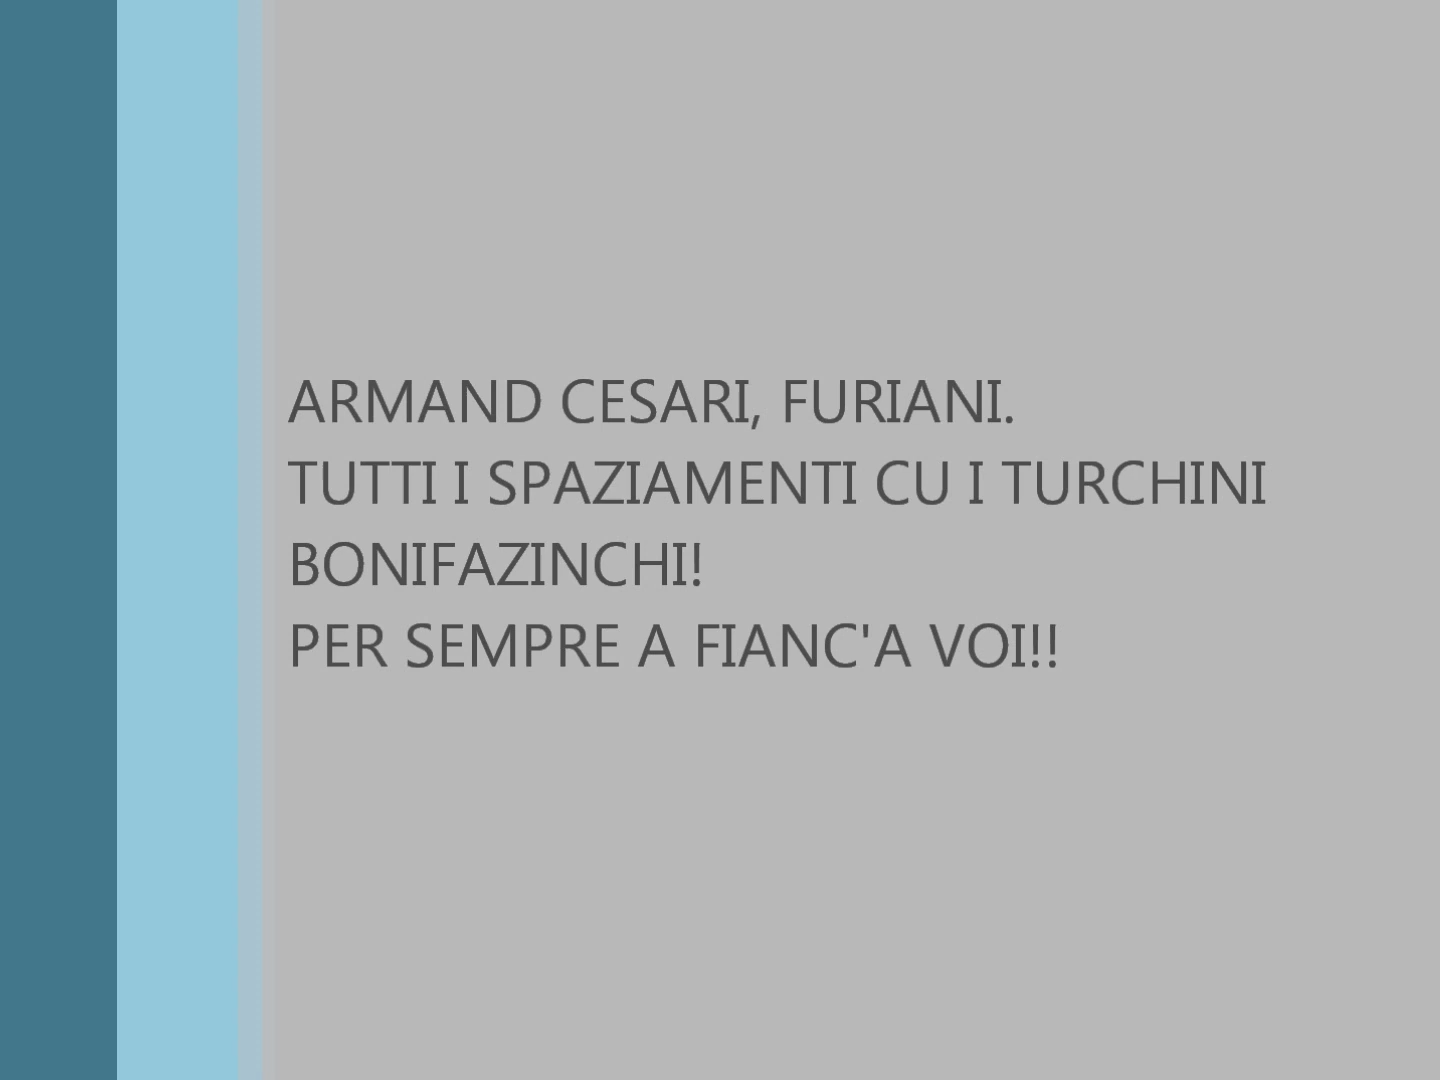 ARMAND CESARI, FURIANI.
TUTTI I SPAZIAMENTI CU I TURCHINI
BONIFAZINCHI!
PER SEMPRE A FIANC'A VOI!!